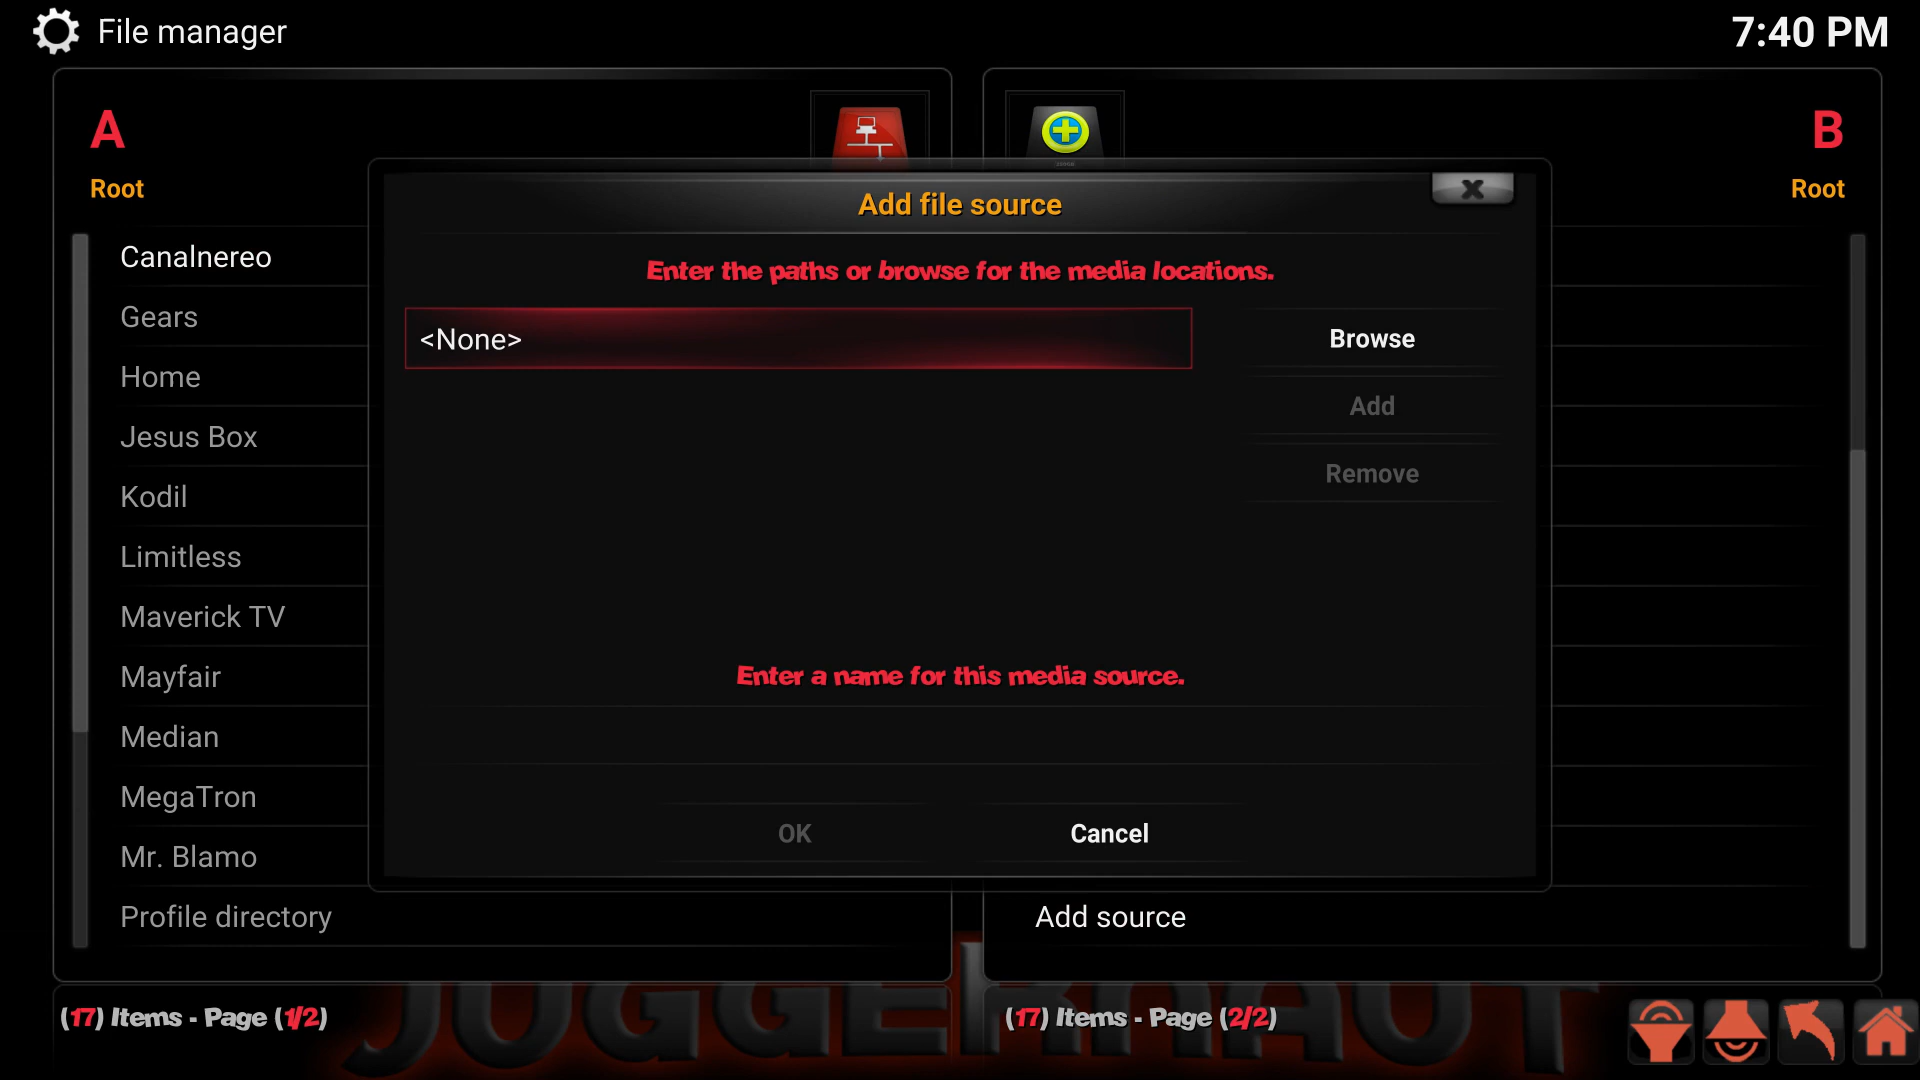 File manager
7:40 PM
A
B
Root
Root
Add file source
Enter the paths or browse for the media locations.
<None>
Browse
Add
Remove
Enter a name for this media source.
OK
Cancel
Canalnereo
Gears
Home
Jesus Box
Kodil
Limitless
Maverick TV
Mayfair
Median
MegaTron
Mr. Blamo
Profile directory
Add source
JUGGERNAUT
(17) Items - Page (1/2)
(17) Items - Page (2/2)